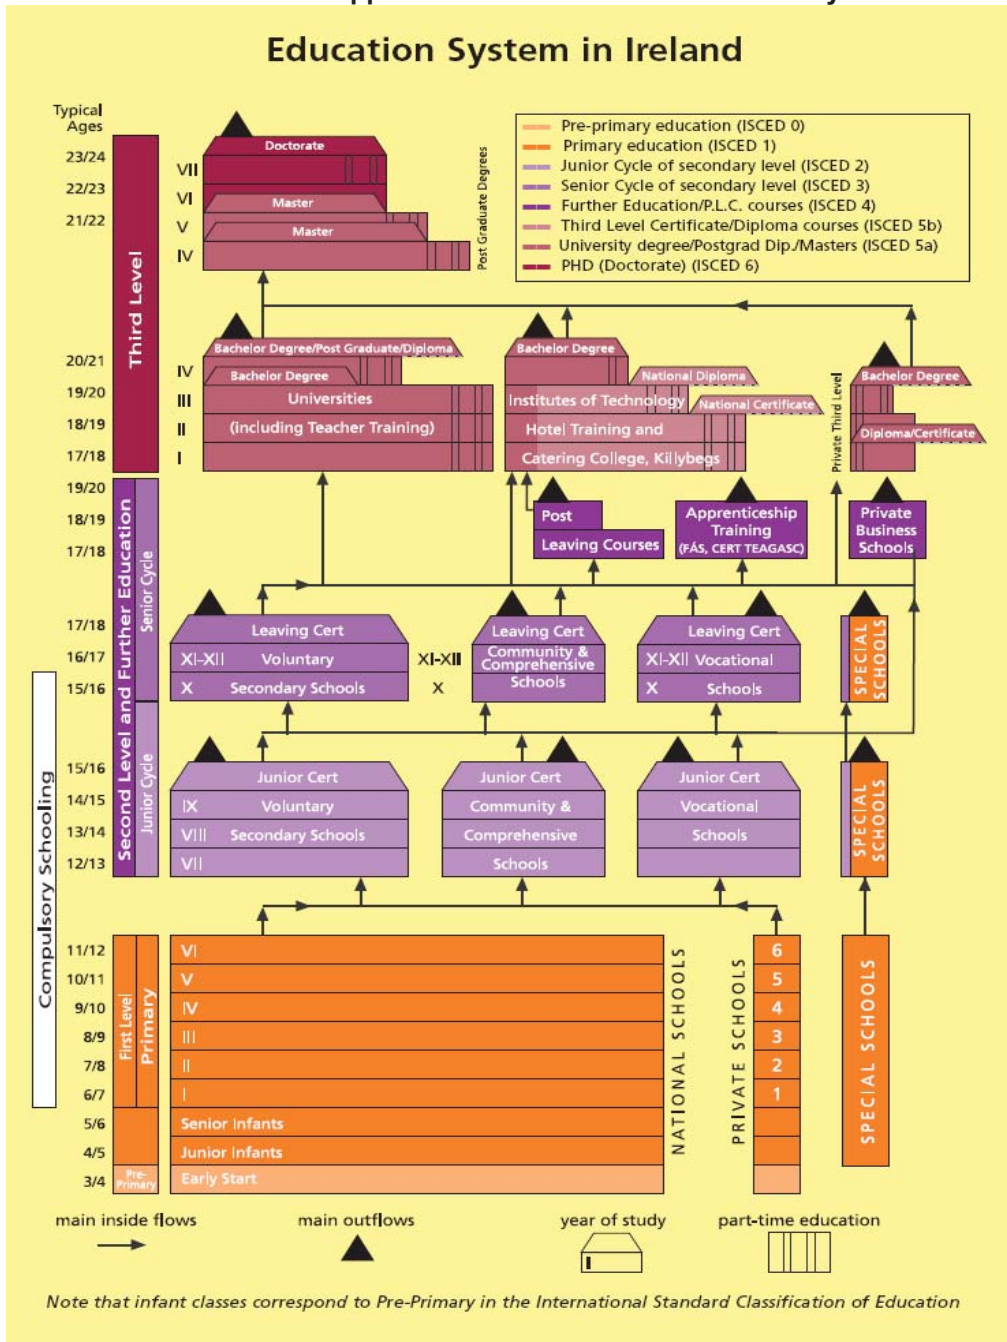 Education System in Ireland
Typical
Ages
Pre-primary education (ISCED 0)
Primary education (ISCED 1)
Junior Cycle of secondary level (ISCED 2)
Senior Cycle of secondary level (ISCED 3)
Further Education/P.L.C. courses (ISCED 4)
Third Level Certificate/Diploma courses (ISCED 5b)
University degree/Postgrad Dip./Masters (ISCED 5a)
PHD (Doctorate) (ISCED 6)
Third Level
23/24
22/23
21/22
VII
VI
V
IV
Doctorate
Master
Master
Post Graduate Degrees
20/21
19/20
18/19
17/18
IV
III
II
I
Bachelor Degree/Post Graduate/Diploma
Bachelor Degree
Universities
(including Teacher Training)
Bachelor Degree
National Diploma
National Certificate
Institutes of Technology
Hotel Training and
Catering College, Killybegs
Private Third Level
Bachelor Degree
Diploma/Certificate
Second Level and Further Education
Senior Cycle
19/20
18/19
17/18
Post
Leaving Courses
Apprenticeship
Training
(FÁS, CERT TEAGASC)
Private
Business
Schools
17/18
16/17
15/16
Leaving Cert
XI-XII Voluntary
X Secondary Schools
XI-XII
X
Leaving Cert
Community &
Comprehensive
Schools
Leaving Cert
XI-XII Vocational
X Schools
SPECIAL
SCHOOLS
Compulsory Schooling
Junior Cycle
15/16
14/15
13/14
12/13
Junior Cert
IX Voluntary
VIII Secondary Schools
VII
Junior Cert
Community &
Comprehensive
Schools
Junior Cert
Vocational
Schools
SPECIAL
SCHOOLS
First Level
Primary
11/12
10/11
9/10
8/9
7/8
6/7
5/6
4/5
3/4
Pre-
Primary
VI
V
IV
III
II
I
Senior Infants
Junior Infants
Early Start
NATIONAL SCHOOLS
PRIVATE SCHOOLS
6
5
4
3
2
1
SPECIAL SCHOOLS
main inside flows
main outflows
year of study
I
part-time education
Note that infant classes correspond to Pre-Primary in the International Standard Classification of Education